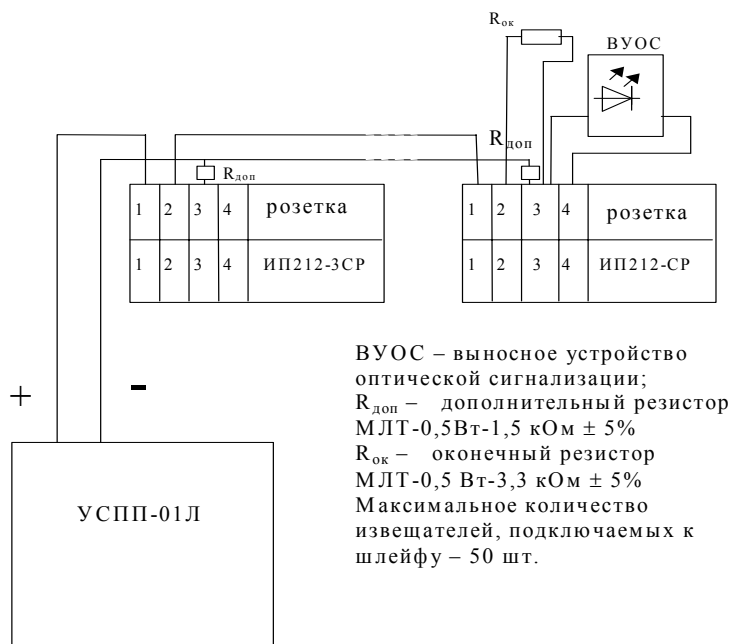 Rок
ВУОС
Rдоп
Rдоп
1 2 3 4 розетка
1 2 3 4 ИП212-3СР
1 2 3 4 розетка
1 2 3 4 ИП212-СР
+ -
УСПП-01Л
ВУОС – выносное устройство
оптической сигнализации;
Rдоп – дополнительный резистор
МЛТ-0,5Вт-1,5 кОм ± 5%
Rок – оконечный резистор
МЛТ-0,5 Вт-3,3 кОм ± 5%
Максимальное количество
извещателей, подключаемых к
шлейфу – 50 шт.